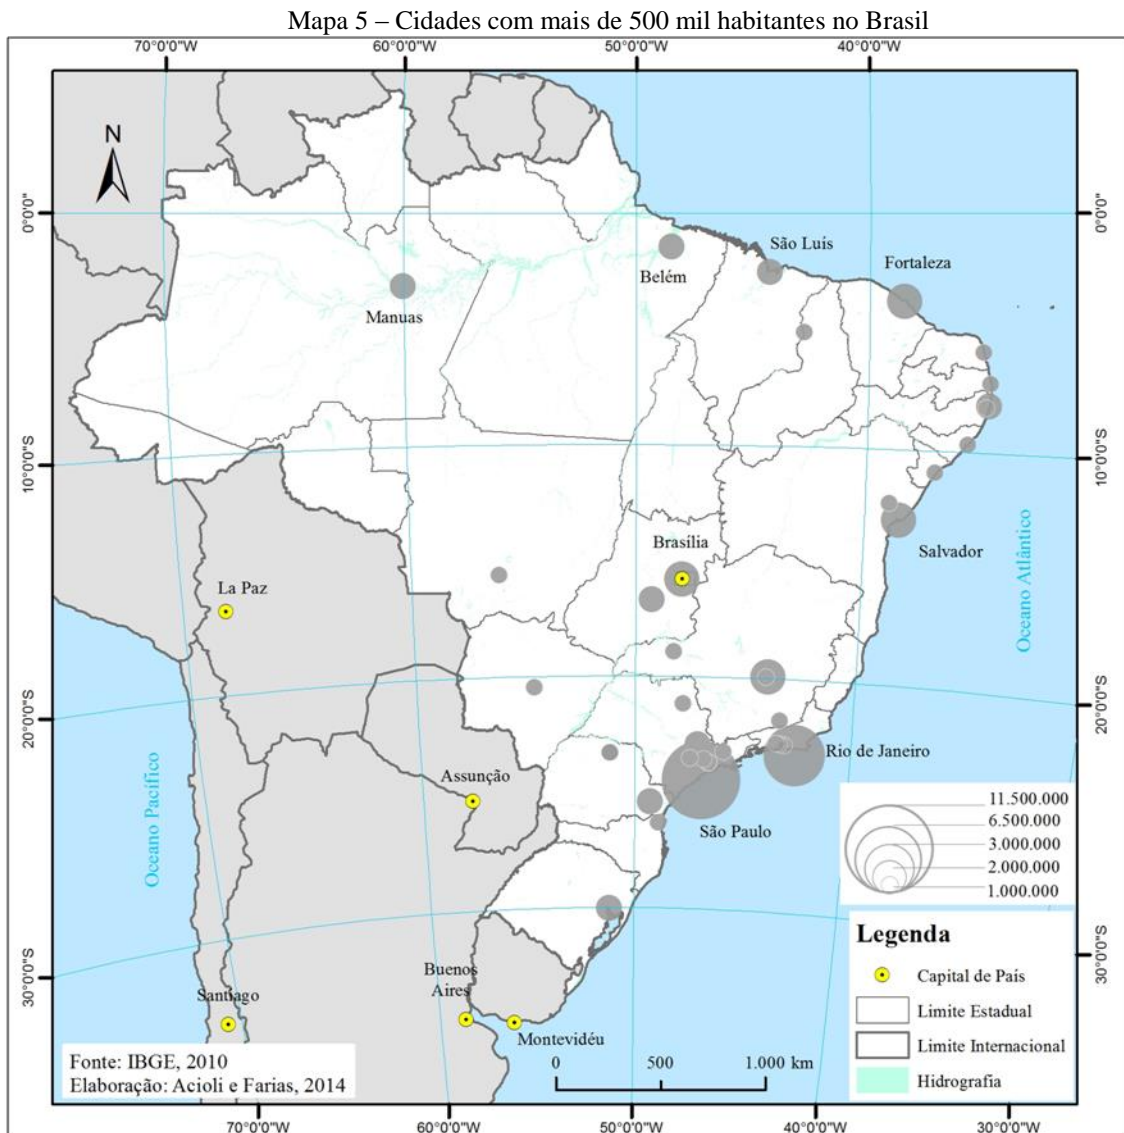 Mapa 5 – Cidades com mais de 500 mil habitantes no Brasil
70°0'0"W
60°0'0"W
50°0'0"W
40°0'0"W
N
0°0'0"
0°0'0"
São Luís
Belém
Fortaleza
Manuas
10°0'0"S
10°0'0"S
Salvador
Oceano Atlântico
Brasília
La Paz
20°0'0"S
20°0'0"S
Rio de Janeiro
Assunção
São Paulo
Oceano Pacífico
11.500.000
6.500.000
3.000.000
2.000.000
1.000.000
Legenda
Capital de País
Limite Estadual
Limite Internacional
Hidrografia
30°0'0"S
30°0'0"S
Buenos
Aires
Santiago
Montevidéu
0 500 1.000 km
Fonte: IBGE, 2010
Elaboração: Acioli e Farias, 2014
70°0'0"W
60°0'0"W
50°0'0"W
40°0'0"W
30°0'0"W